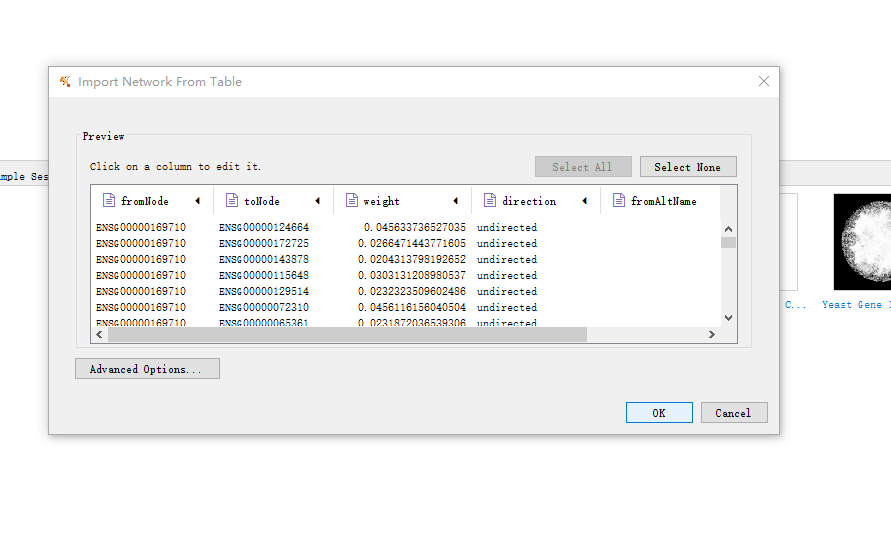 Import Network From Table
Preview
Click on a column to edit it.
Select All
Select None
mple Ses
fromNode toNode weight direction fromAltName
ENSG00000169710 ENSG00000124664 0.045633736527035 undirected
ENSG00000169710 ENSG00000172725 0.0266471443771605 undirected
ENSG00000169710 ENSG00000143878 0.0204313798192652 undirected
ENSG00000169710 ENSG00000115648 0.0303131208980537 undirected
ENSG00000169710 ENSG00000129514 0.0232323509602486 undirected
ENSG00000169710 ENSG00000072310 0.0456116156040504 undirected
ENSG00000169710 ENSG00000065361 0.0231872036539306 undirected
C...
Yeast Gene
Advanced Options...
OK
Cancel